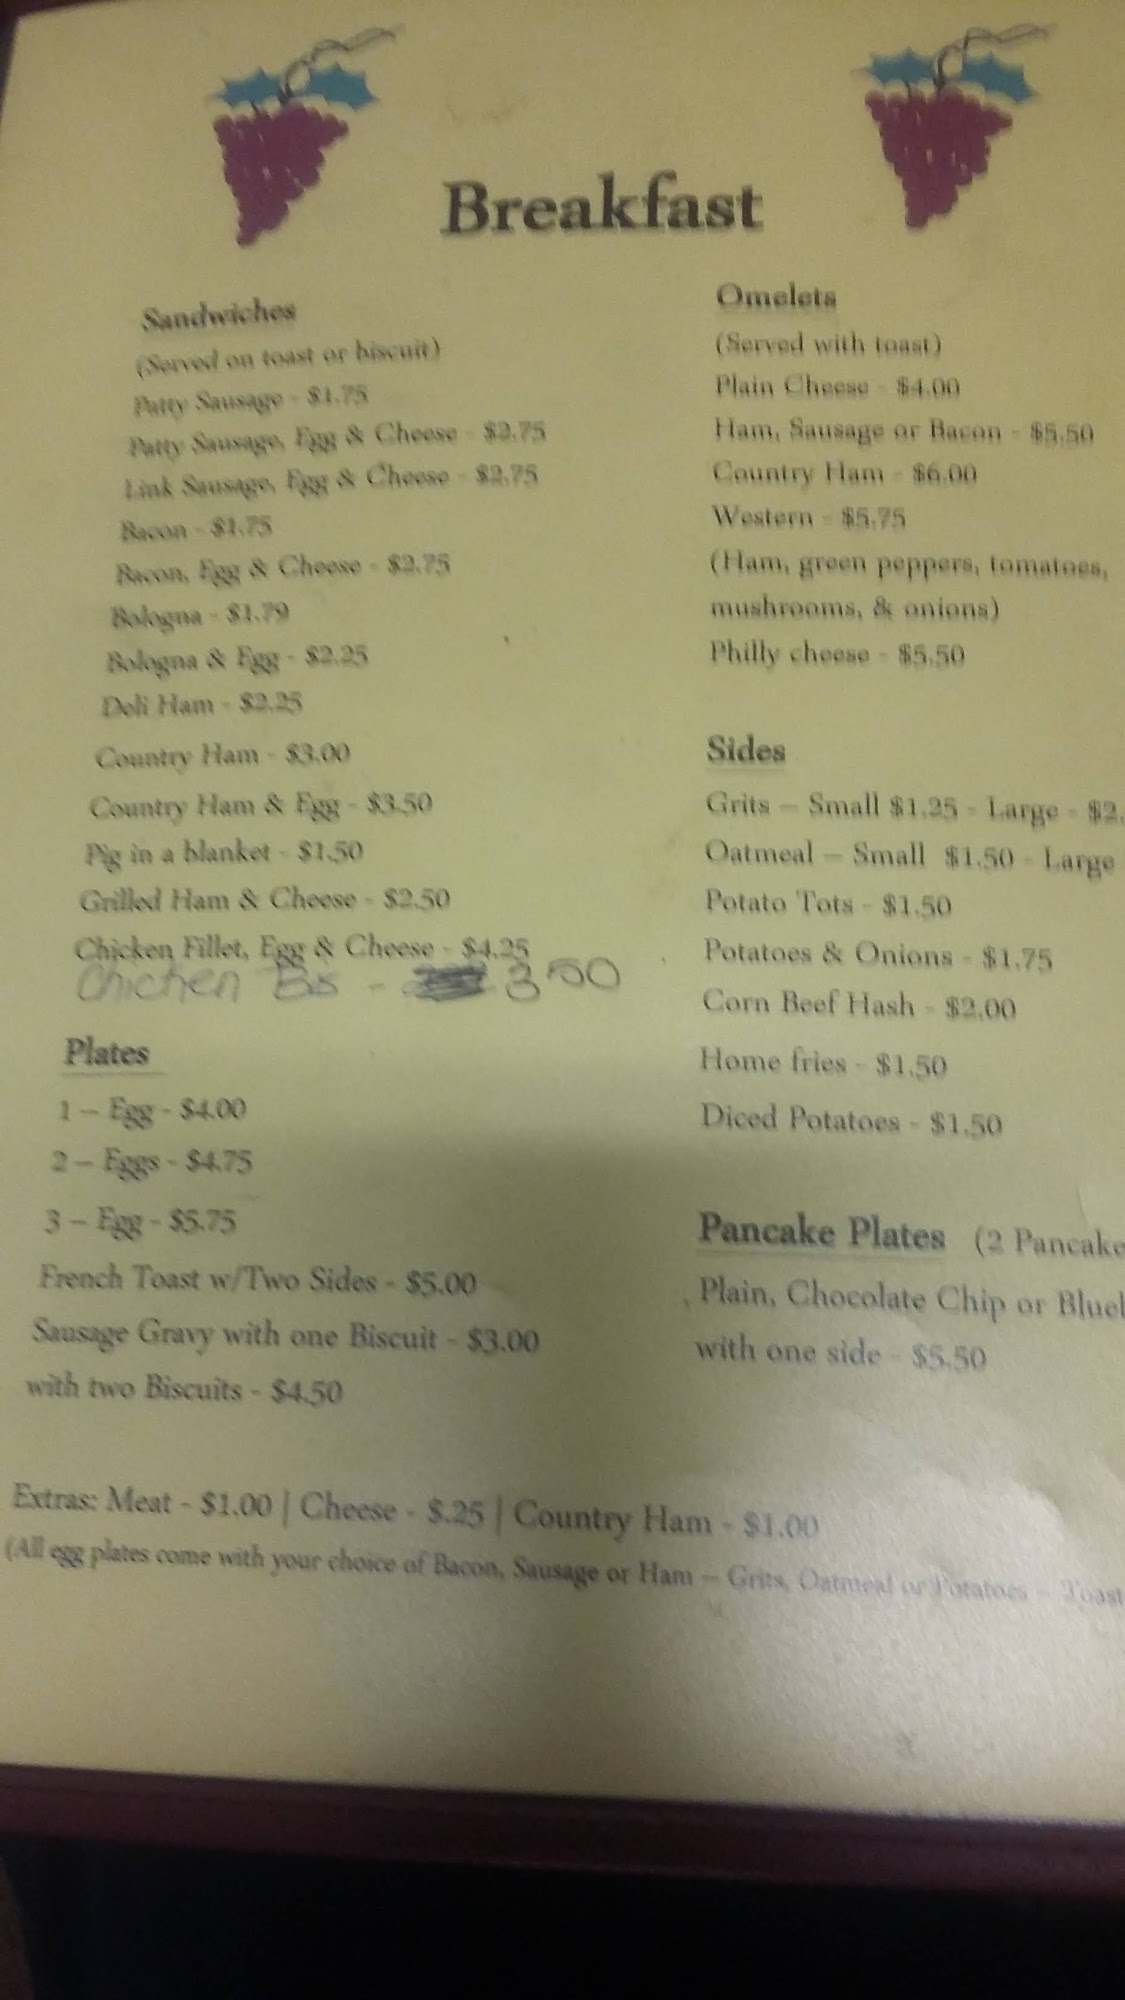 Breakfast
Sandwiches
(Served on toast or biscuit)
Patty Sausage - $1.75
Patty Sausage, Egg & Cheese - $2.75
Link Sausage, Egg & Cheese - $2.75
Bacon - $1.75
Bacon, Egg & Cheese - $2.75
Bologna - $1.79
Bologna & Egg - $2.25
Deli Ham - $2.25
Country Ham - $3.00
Country Ham & Egg - $3.50
Pig in a blanket - $1.50
Grilled Ham & Cheese - $2.50
Chicken Fillet, Egg & Cheese - $4.25
Chicken Bis - 3.50
Plates
1 – Egg - $4.00
2 – Eggs - $4.75
3 – Egg - $5.75
French Toast w/Two Sides - $5.00
Sausage Gravy with one Biscuit - $3.00
with two Biscuits - $4.50
Omelets
(Served with toast)
Plain Cheese - $4.00
Ham, Sausage or Bacon - $5.50
Country Ham - $6.00
Western - $5.75
(Ham, green peppers, tomatoes,
mushrooms, & onions)
Philly cheese - $5.50
Sides
Grits – Small $1.25 - Large - $2.
Oatmeal – Small $1.50 - Large
Potato Tots - $1.50
Potatoes & Onions - $1.75
Corn Beef Hash - $2.00
Home fries - $1.50
Diced Potatoes - $1.50
Pancake Plates (2 Pancake
Plain, Chocolate Chip or Blue
with one side - $5.50
Extras: Meat - $1.00 | Cheese - $.25 | Country Ham - $1.00
(All egg plates come with your choice of Bacon, Sausage or Ham – Grits, Oatmeal or Potatoes – Toast